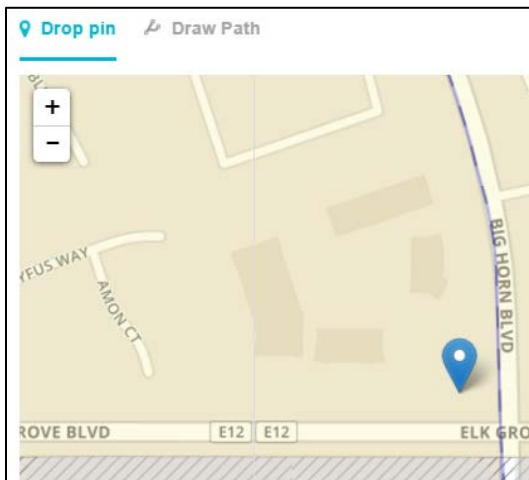 Drop pin Draw Path
+
−
BIG HORN BLVD
YFUS WAY
AMON CT
ROVE BLVD E12 E12 ELK GRO